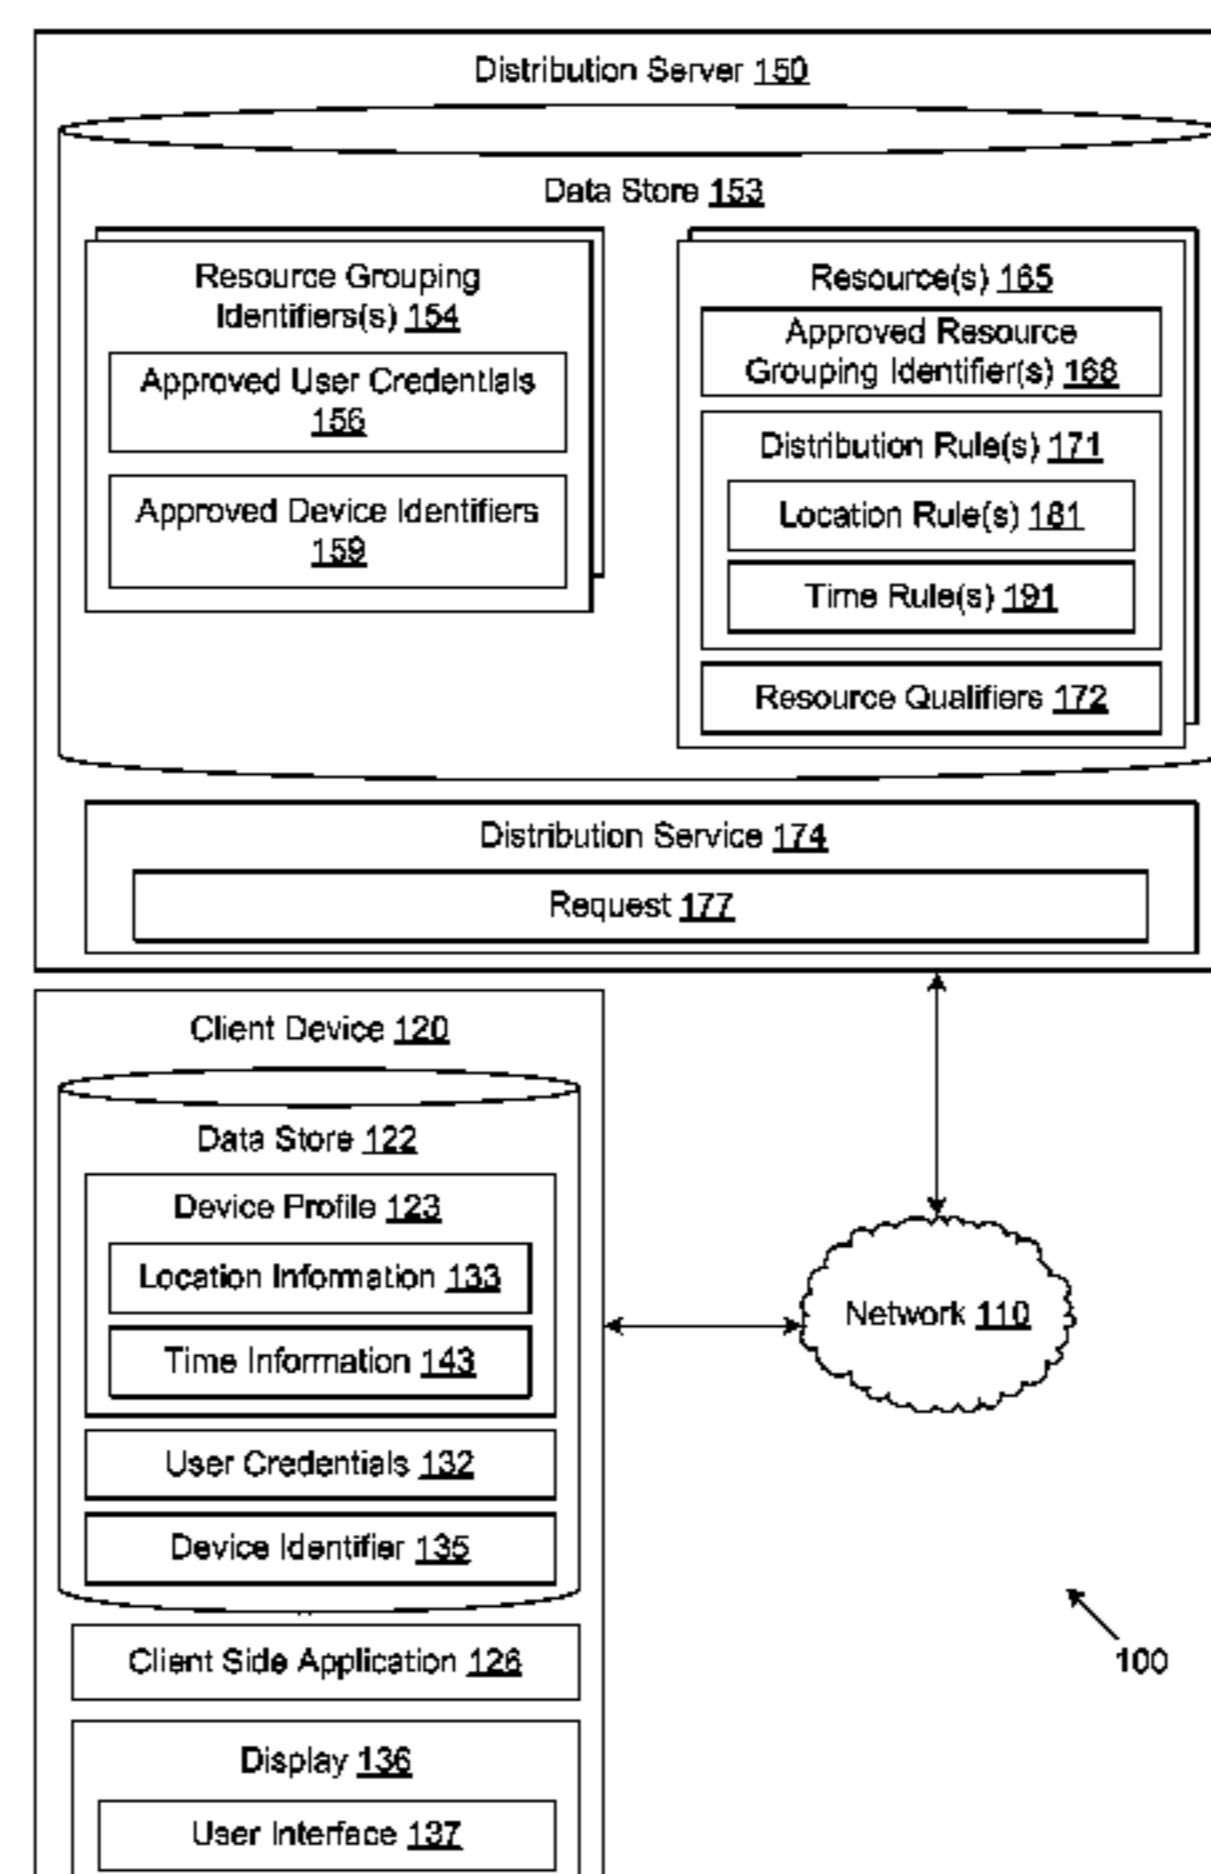 Distribution Server 150
Data Store 153
Resource Grouping
Identifiers(s) 154
Approved User Credentials
156
Approved Device Identifiers
159
Resource(s) 165
Approved Resource
Grouping Identifier(s) 168
Distribution Rule(s) 171
Location Rule(s) 181
Time Rule(s) 191
Resource Qualifiers 172
Distribution Service 174
Request 177
Client Device 120
Data Store 122
Device Profile 123
Location Information 133
Time Information 143
User Credentials 132
Device Identifier 135
Client Side Application 126
Display 136
User Interface 137
Network 110
100